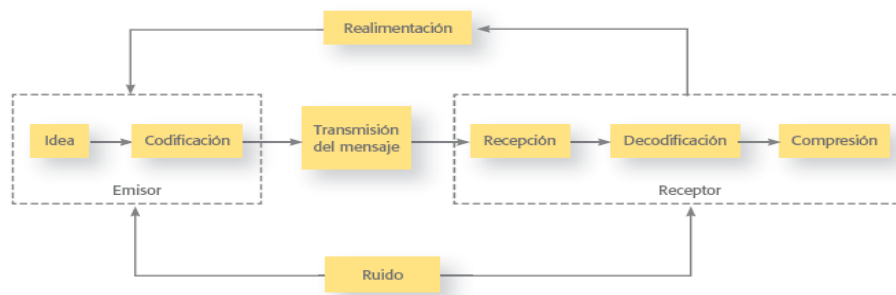 Realimentación
Idea
Codificación
Transmisión
del mensaje
Recepción
Decodificación
Compresión
Emisor
Receptor
Ruido